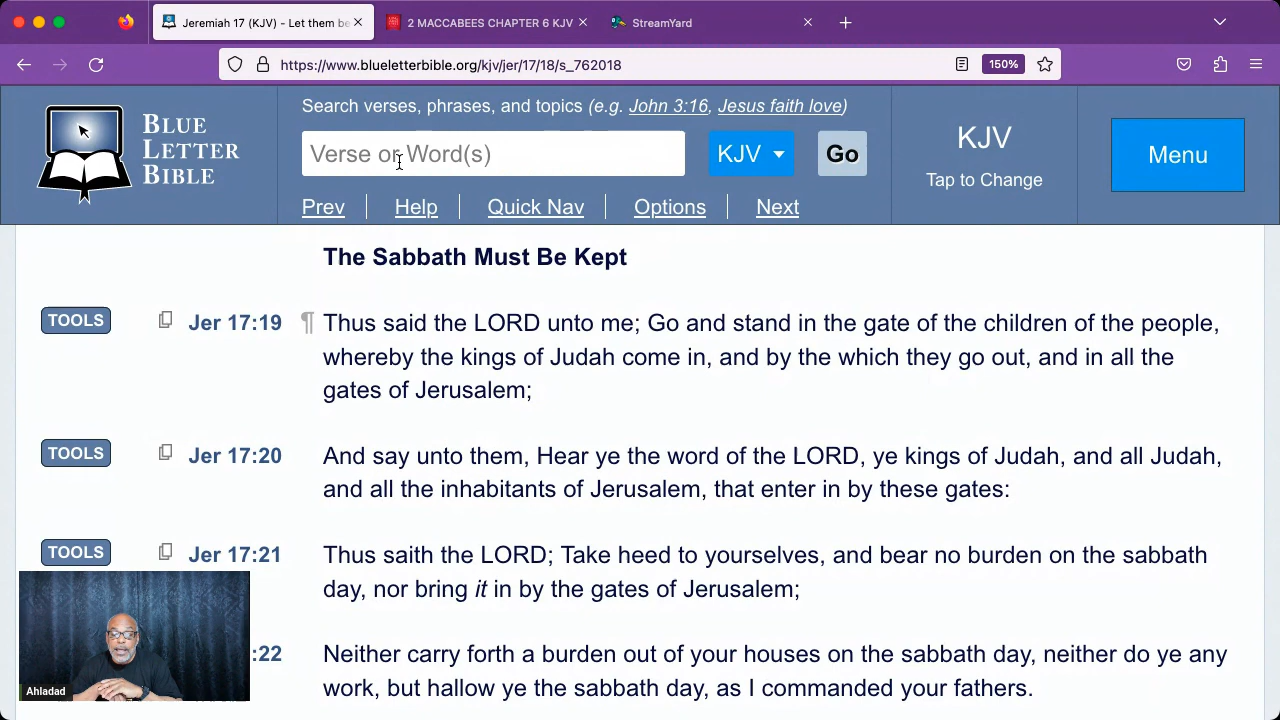 Jeremiah 17 (KJV) - Let them be
2 MACCABEES CHAPTER 6 KJV
StreamYard
https://www.blueletterbible.org/kjv/jer/17/18/s_762018
150%
BLUE
LETTER
BIBLE
Search verses, phrases, and topics (e.g. John 3:16, Jesus faith love)
Verse or Word(s)
KJV
Go
KJV
Tap to Change
Menu
Prev
Help
Quick Nav
Options
Next
The Sabbath Must Be Kept
TOOLS
Jer 17:19
¶ Thus said the LORD unto me; Go and stand in the gate of the children of the people,
whereby the kings of Judah come in, and by the which they go out, and in all the
gates of Jerusalem;
TOOLS
Jer 17:20
And say unto them, Hear ye the word of the LORD, ye kings of Judah, and all Judah,
and all the inhabitants of Jerusalem, that enter in by these gates:
TOOLS
Jer 17:21
Thus saith the LORD; Take heed to yourselves, and bear no burden on the sabbath
day, nor bring it in by the gates of Jerusalem;
:22
Neither carry forth a burden out of your houses on the sabbath day, neither do ye any
work, but hallow ye the sabbath day, as I commanded your fathers.
Ahladad